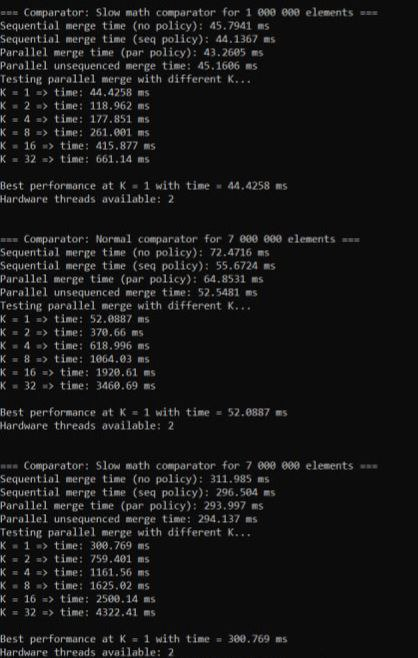 === Comparator: Slow math comparator for 1 000 000 elements ===
Sequential merge time (no policy): 45.7941 ms
Sequential merge time (seq policy): 44.1367 ms
Parallel merge time (par policy): 43.2605 ms
Parallel unsequenced merge time: 45.1606 ms
Testing parallel merge with different K...
K = 1 => time: 44.4258 ms
K = 2 => time: 118.962 ms
K = 4 => time: 177.851 ms
K = 8 => time: 261.001 ms
K = 16 => time: 415.877 ms
K = 32 => time: 661.14 ms
Best performance at K = 1 with time = 44.4258 ms
Hardware threads available: 2
=== Comparator: Normal comparator for 7 000 000 elements ===
Sequential merge time (no policy): 72.4716 ms
Sequential merge time (seq policy): 55.6724 ms
Parallel merge time (par policy): 64.8531 ms
Parallel unsequenced merge time: 52.5481 ms
Testing parallel merge with different K...
K = 1 => time: 52.0887 ms
K = 2 => time: 370.66 ms
K = 4 => time: 618.996 ms
K = 8 => time: 1064.03 ms
K = 16 => time: 1920.61 ms
K = 32 => time: 3460.69 ms
Best performance at K = 1 with time = 52.0887 ms
Hardware threads available: 2
=== Comparator: Slow math comparator for 7 000 000 elements ===
Sequential merge time (no policy): 311.985 ms
Sequential merge time (seq policy): 296.504 ms
Parallel merge time (par policy): 293.997 ms
Parallel unsequenced merge time: 294.137 ms
Testing parallel merge with different K...
K = 1 => time: 300.769 ms
K = 2 => time: 759.401 ms
K = 4 => time: 1161.56 ms
K = 8 => time: 1625.02 ms
K = 16 => time: 2500.14 ms
K = 32 => time: 4322.41 ms
Best performance at K = 1 with time = 300.769 ms
Hardware threads available: 2